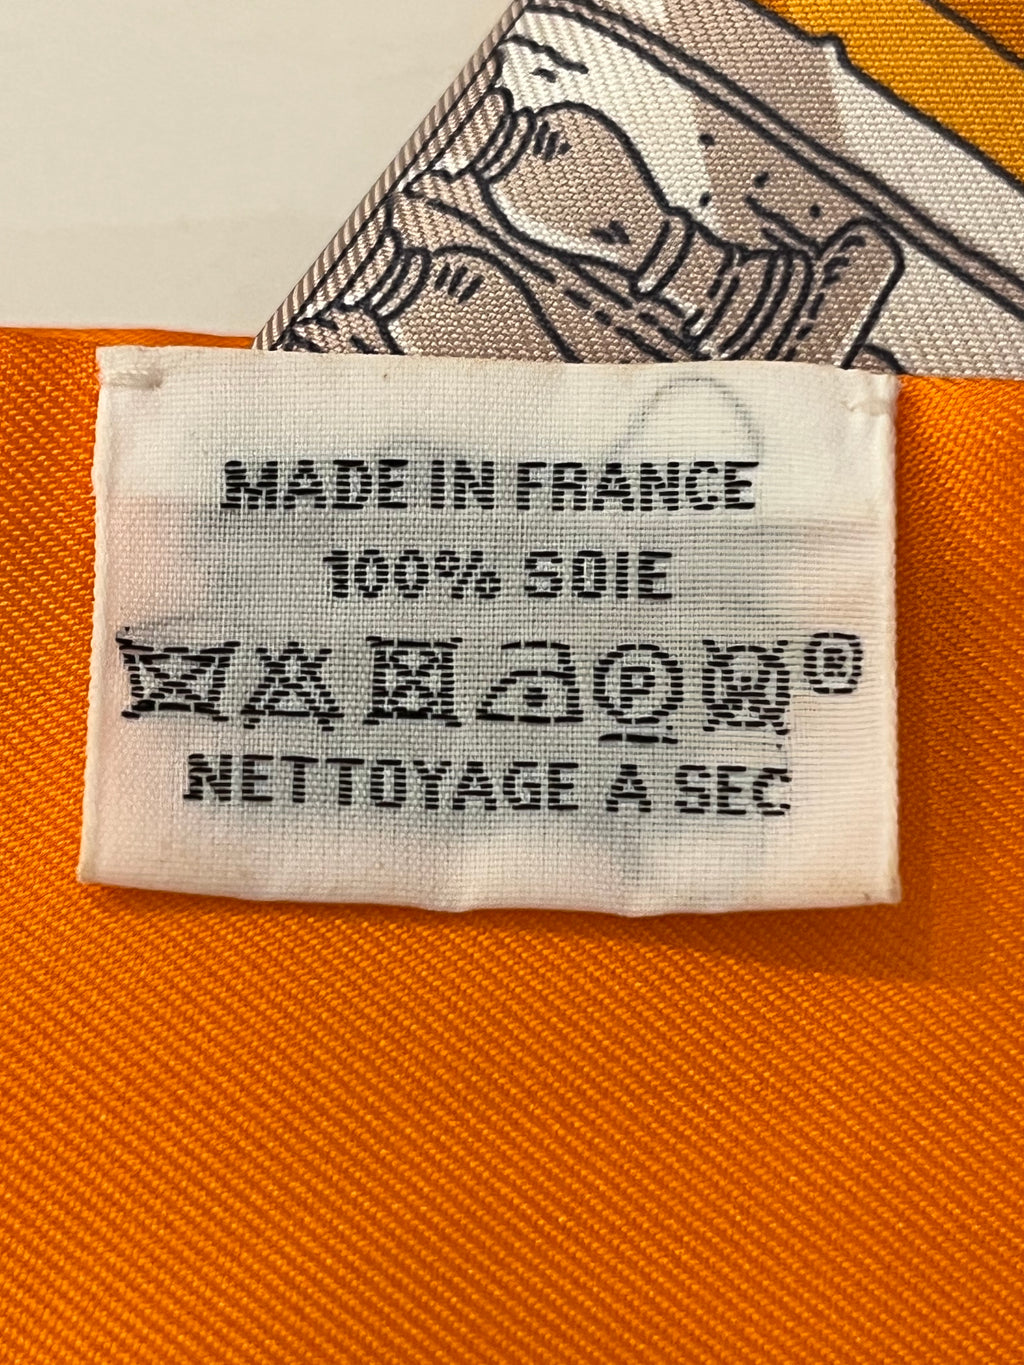 MADE IN FRANCE
100% SOIE
P W ®
NETTOYAGE A SEC